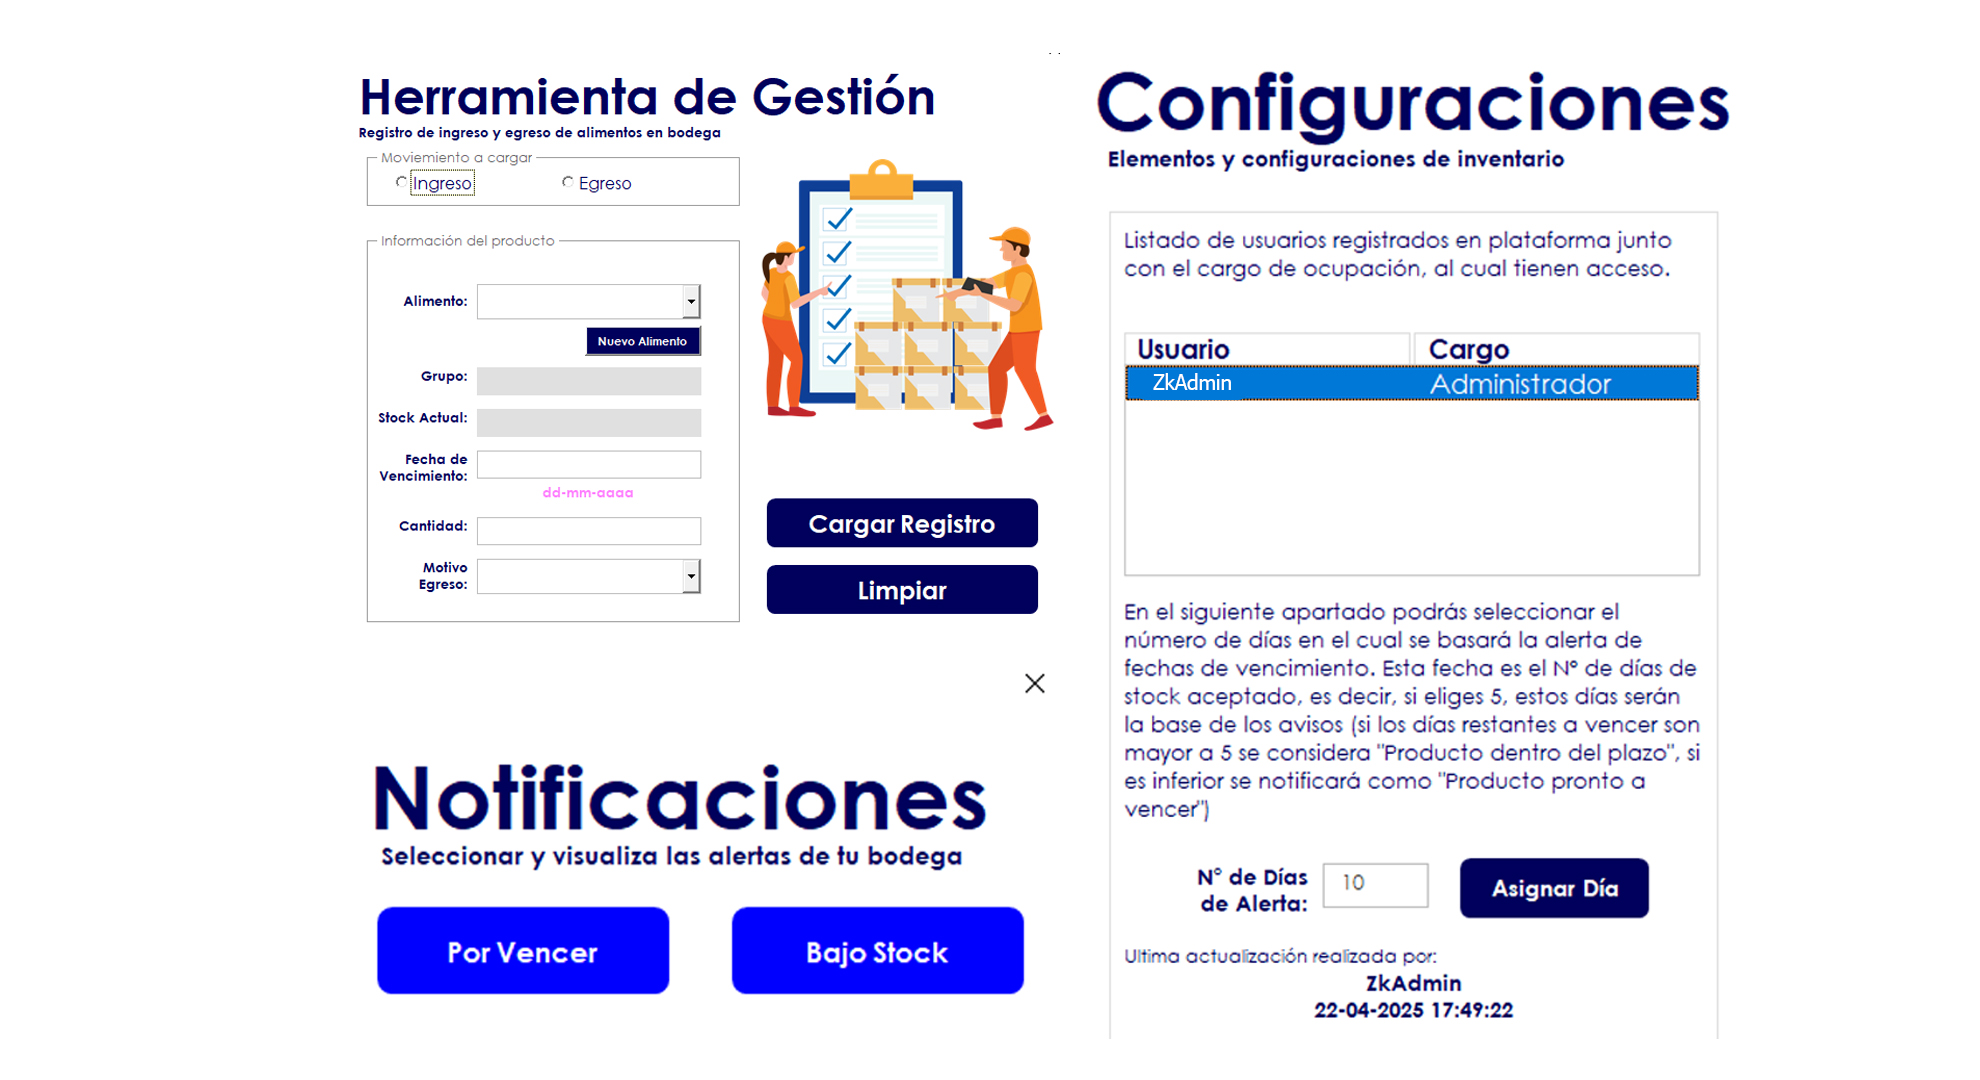 Herramienta de Gestión
Registro de ingreso y egreso de alimentos en bodega
Moviemiento a cargar
Ingreso
Egreso
Información del producto
Alimento:
Nuevo Alimento
Grupo:
Stock Actual:
Fecha de
Vencimiento:
dd-mm-aaaa
Cantidad:
Motivo
Egreso:
Cargar Registro
Limpiar
Notificaciones
Seleccionar y visualiza las alertas de tu bodega
Por Vencer
Bajo Stock
Configuraciones
Elementos y configuraciones de inventario
Listado de usuarios registrados en plataforma junto
con el cargo de ocupación, al cual tienen acceso.
Usuario Cargo
ZkAdmin Administrador
En el siguiente apartado podrás seleccionar el
número de días en el cual se basará la alerta de
fechas de vencimiento. Esta fecha es el Nº de días de
stock aceptado, es decir, si eliges 5, estos días serán
la base de los avisos (si los días restantes a vencer son
mayor a 5 se considera "Producto dentro del plazo", si
es inferior se notificará como "Producto pronto a
vencer")
N° de Días
de Alerta:
10
Asignar Día
Ultima actualización realizada por:
ZkAdmin
22-04-2025 17:49:22